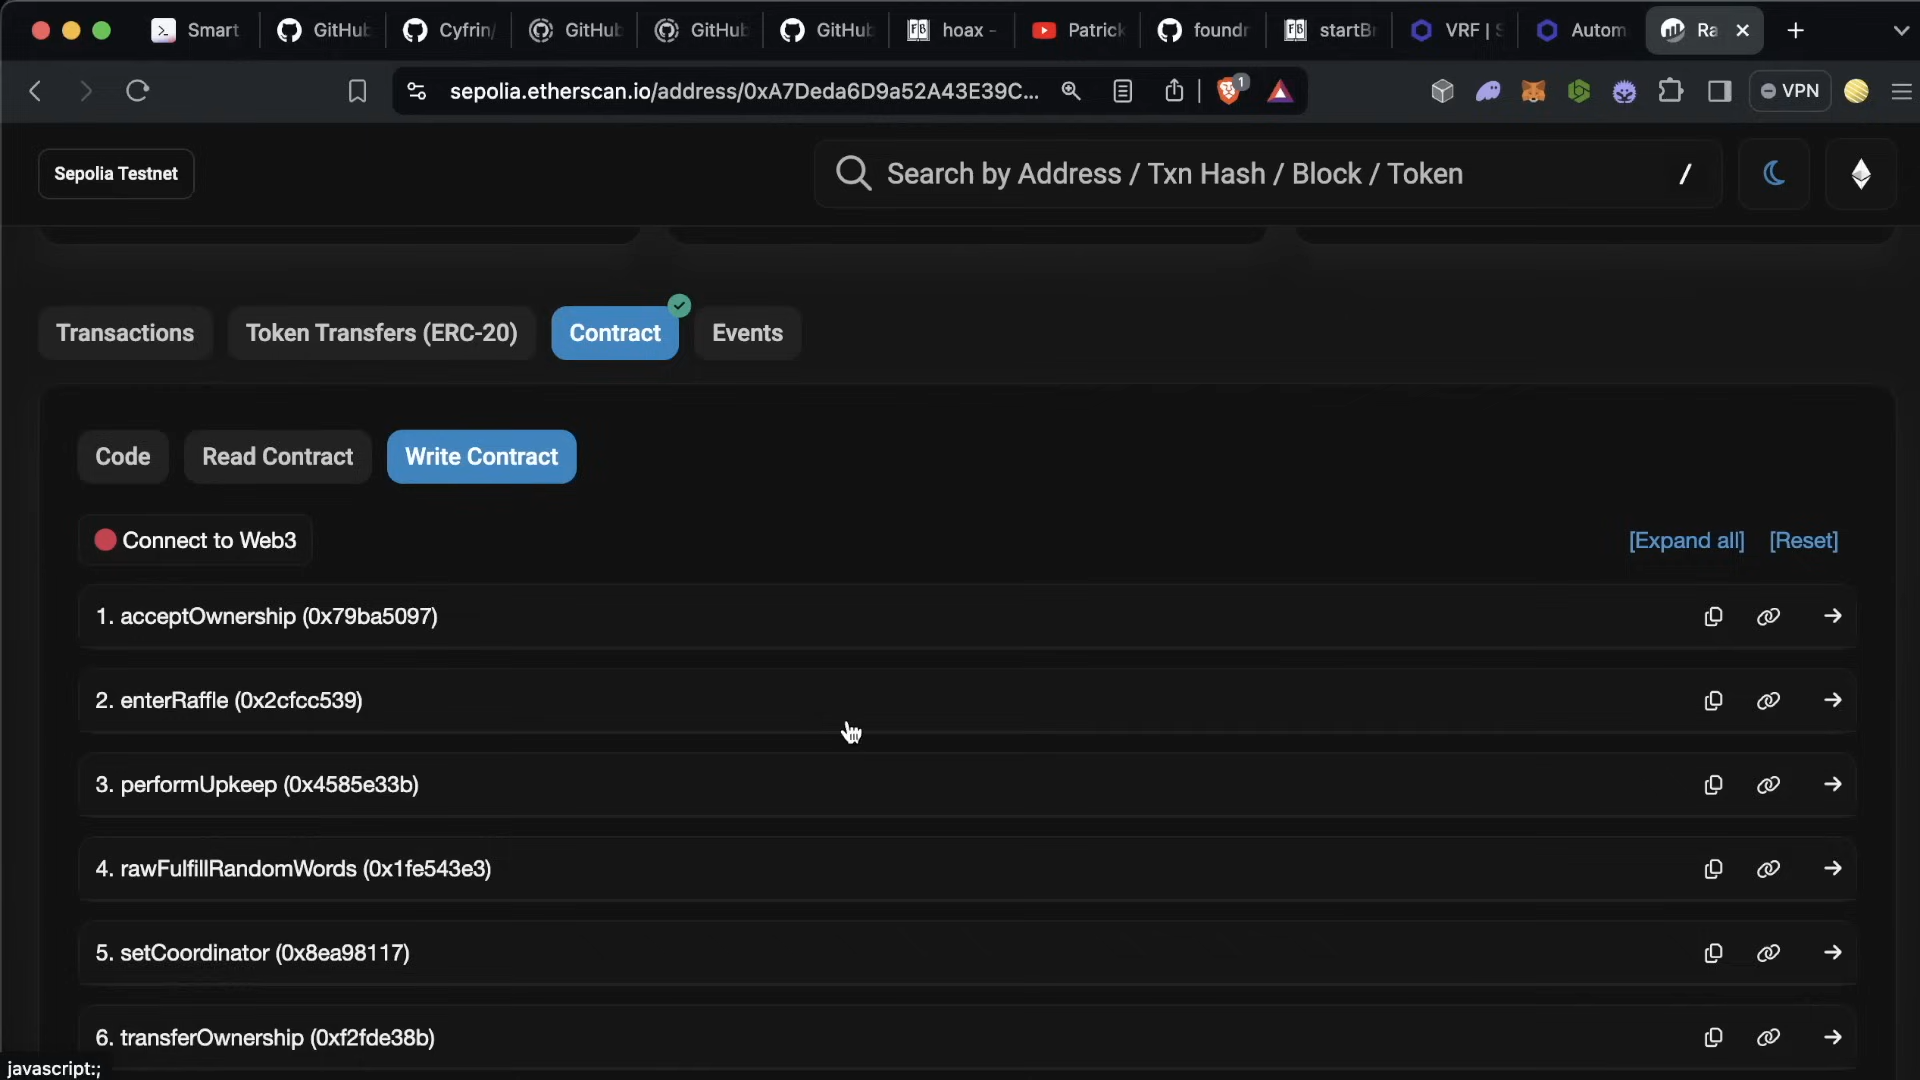 Smart
GitHub
Cyfrin/
GitHub
GitHub
GitHub
hoax -
Patrick
foundr
startBr
VRF | S
Autom
Ra
sepolia.etherscan.io/address/0xA7Deda6D9a52A43E39C...
1
VPN
Sepolia Testnet
Search by Address / Txn Hash / Block / Token
/
Transactions
Token Transfers (ERC-20)
Contract
Events
Code
Read Contract
Write Contract
Connect to Web3
[Expand all]
[Reset]
1. acceptOwnership (0x79ba5097)
2. enterRaffle (0x2cfcc539)
3. performUpkeep (0x4585e33b)
4. rawFulfillRandomWords (0x1fe543e3)
5. setCoordinator (0x8ea98117)
6. transferOwnership (0xf2fde38b)
javascript:;